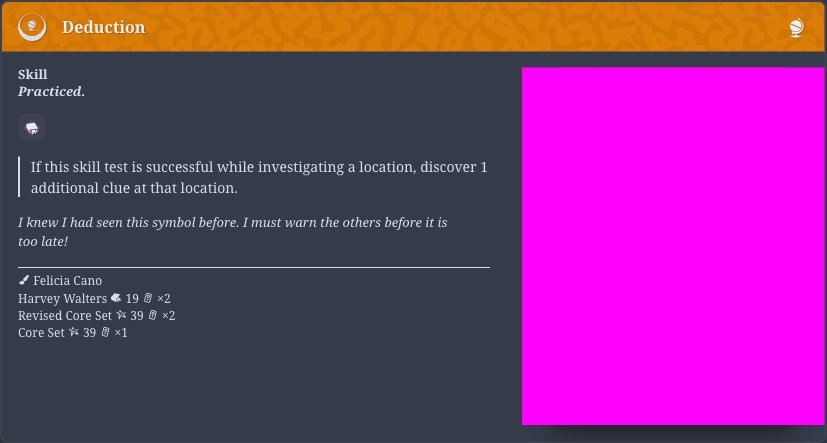 Deduction
Skill
Practiced.
If this skill test is successful while investigating a location, discover 1
additional clue at that location.
I knew I had seen this symbol before. I must warn the others before it is
too late!
Felicia Cano
Harvey Walters 19 ×2
Revised Core Set 39 ×2
Core Set 39 ×1